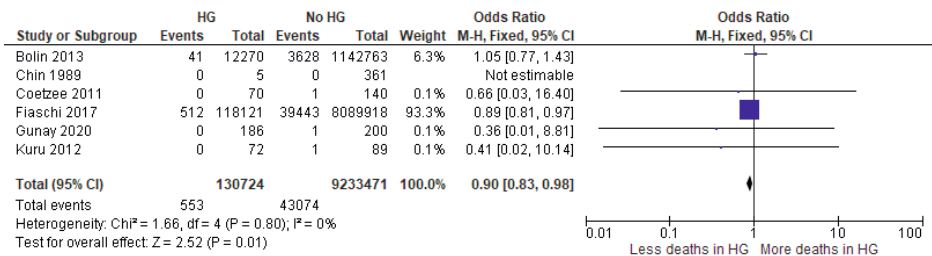 HG No HG Odds Ratio Odds Ratio
Study or Subgroup Events Total Events Total Weight M-H, Fixed, 95% CI M-H, Fixed, 95% CI
Bolin 2013 41 12270 3628 1142763 6.3% 1.05 [0.77, 1.43]
Chin 1989 0 5 0 361 Not estimable
Coetzee 2011 0 70 1 140 0.1% 0.66 [0.03, 16.40]
Fiaschi 2017 512 118121 39443 8089918 93.3% 0.89 [0.81, 0.97]
Gunay 2020 0 186 1 200 0.1% 0.36 [0.01, 8.81]
Kuru 2012 0 72 1 89 0.1% 0.41 [0.02, 10.14]
Total (95% CI) 130724 9233471 100.0% 0.90 [0.83, 0.98]
Total events 553 43074
Heterogeneity: Chi² = 1.66, df = 4 (P = 0.80); I² = 0%
Test for overall effect: Z = 2.52 (P = 0.01)
0.01 0.1 1 10 100
Less deaths in HG More deaths in HG